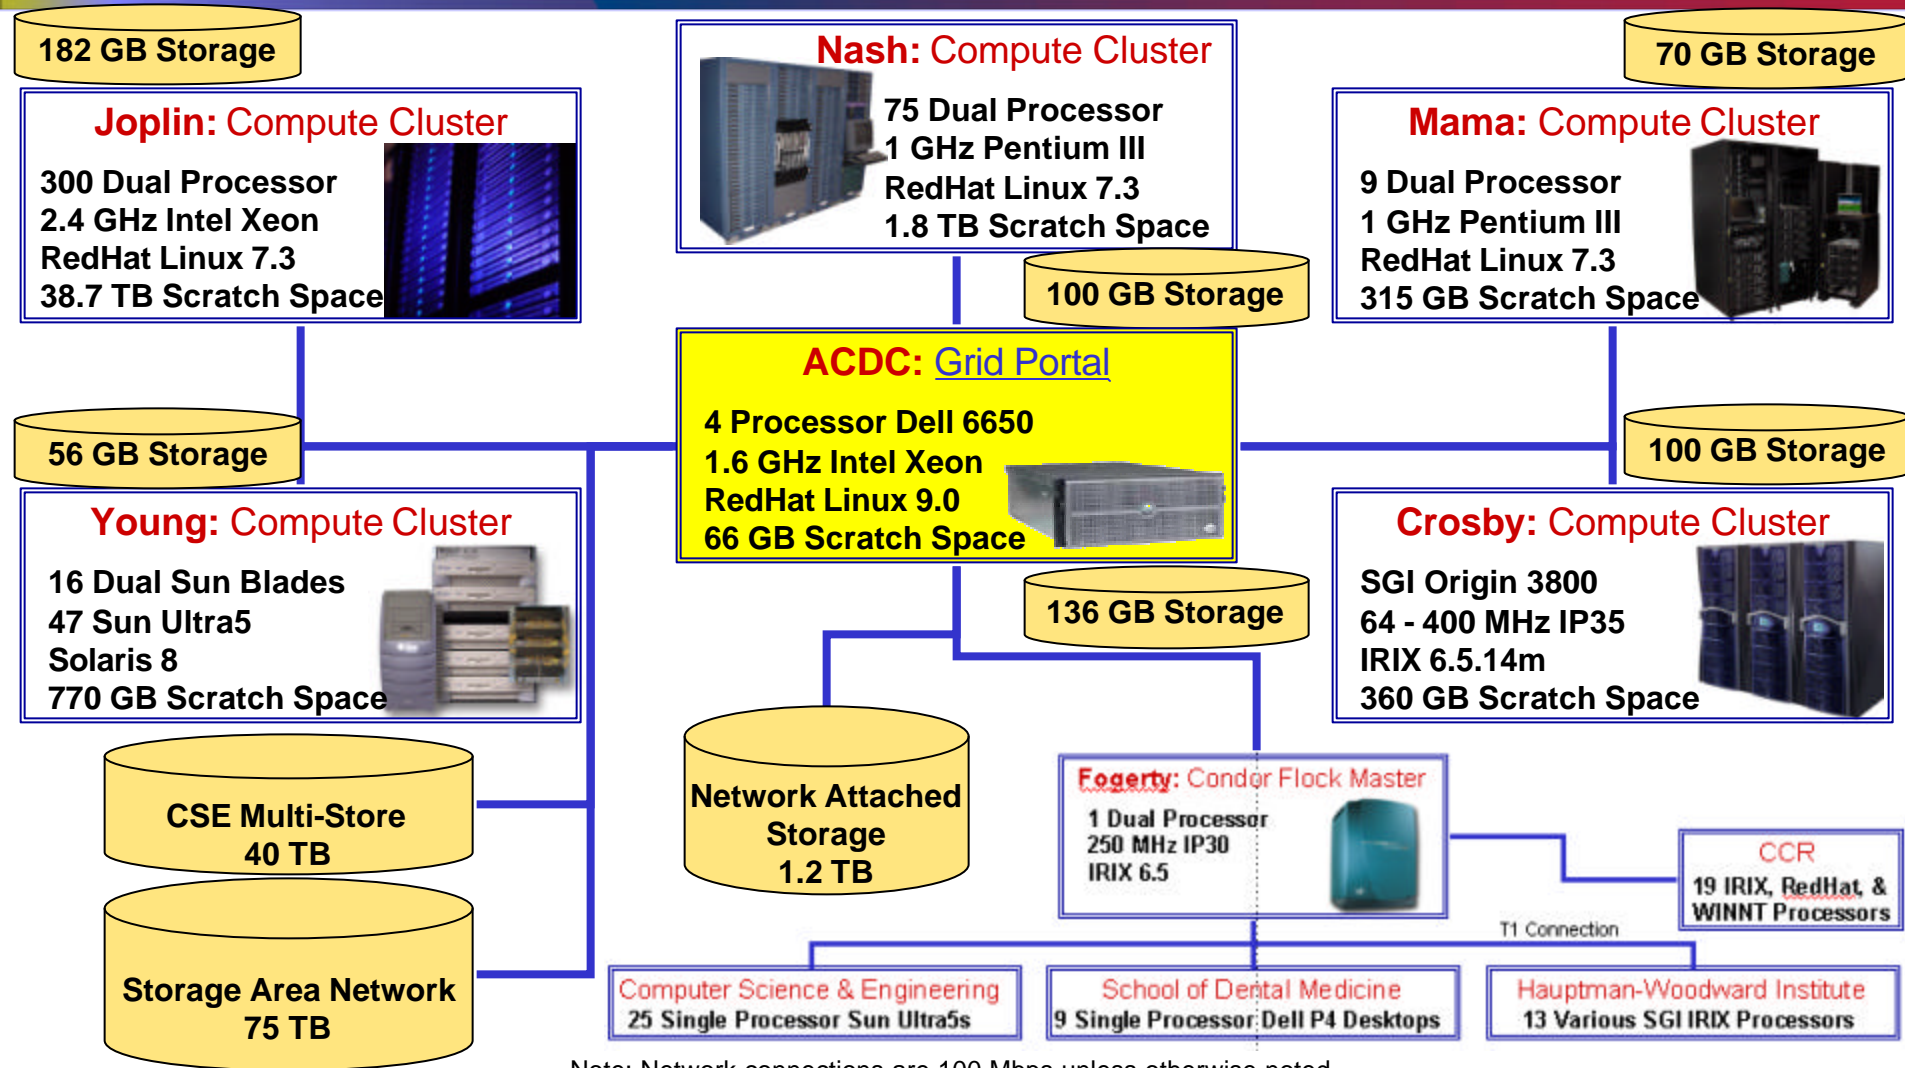 182 GB Storage
Nash: Compute Cluster
75 Dual Processor
1 GHz Pentium III
RedHat Linux 7.3
1.8 TB Scratch Space
70 GB Storage
Joplin: Compute Cluster
300 Dual Processor
2.4 GHz Intel Xeon
RedHat Linux 7.3
38.7 TB Scratch Space
Mama: Compute Cluster
9 Dual Processor
1 GHz Pentium III
RedHat Linux 7.3
315 GB Scratch Space
100 GB Storage
ACDC: Grid Portal
4 Processor Dell 6650
1.6 GHz Intel Xeon
RedHat Linux 9.0
66 GB Scratch Space
56 GB Storage
100 GB Storage
Young: Compute Cluster
16 Dual Sun Blades
47 Sun Ultra5
Solaris 8
770 GB Scratch Space
Crosby: Compute Cluster
SGI Origin 3800
64 - 400 MHz IP35
IRIX 6.5.14m
360 GB Scratch Space
136 GB Storage
CSE Multi-Store
40 TB
Network Attached
Storage
1.2 TB
Fogerty: Condor Flock Master
1 Dual Processor
250 MHz IP30
IRIX 6.5
CCR
19 IRIX, RedHat, &
WINNT Processors
T1 Connection
Storage Area Network
75 TB
Computer Science & Engineering
25 Single Processor Sun Ultra5s
School of Dental Medicine
9 Single Processor Dell P4 Desktops
Hauptman-Woodward Institute
13 Various SGI IRIX Processors
Note: Network connections are 100 Mbps unless otherwise noted